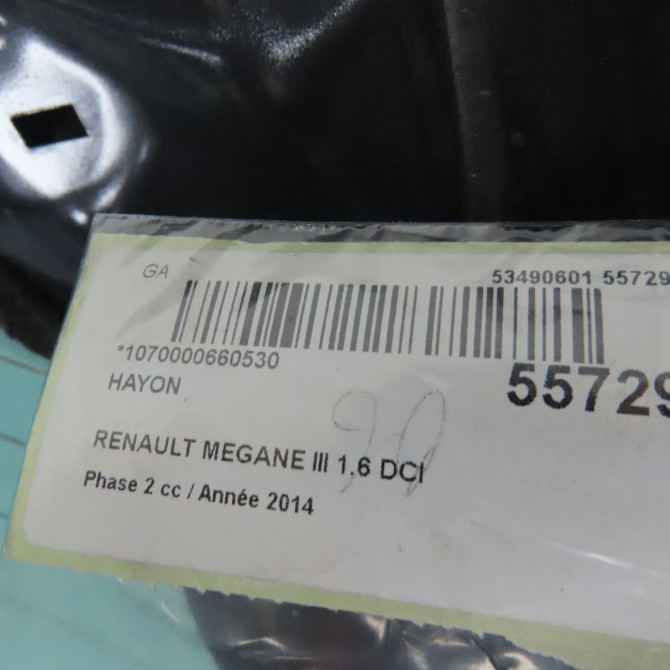 GA 53490601 55729
*1070000660530
HAYON 55729
RENAULT MEGANE III 1.6 DCI
Phase 2 cc / Année 2014